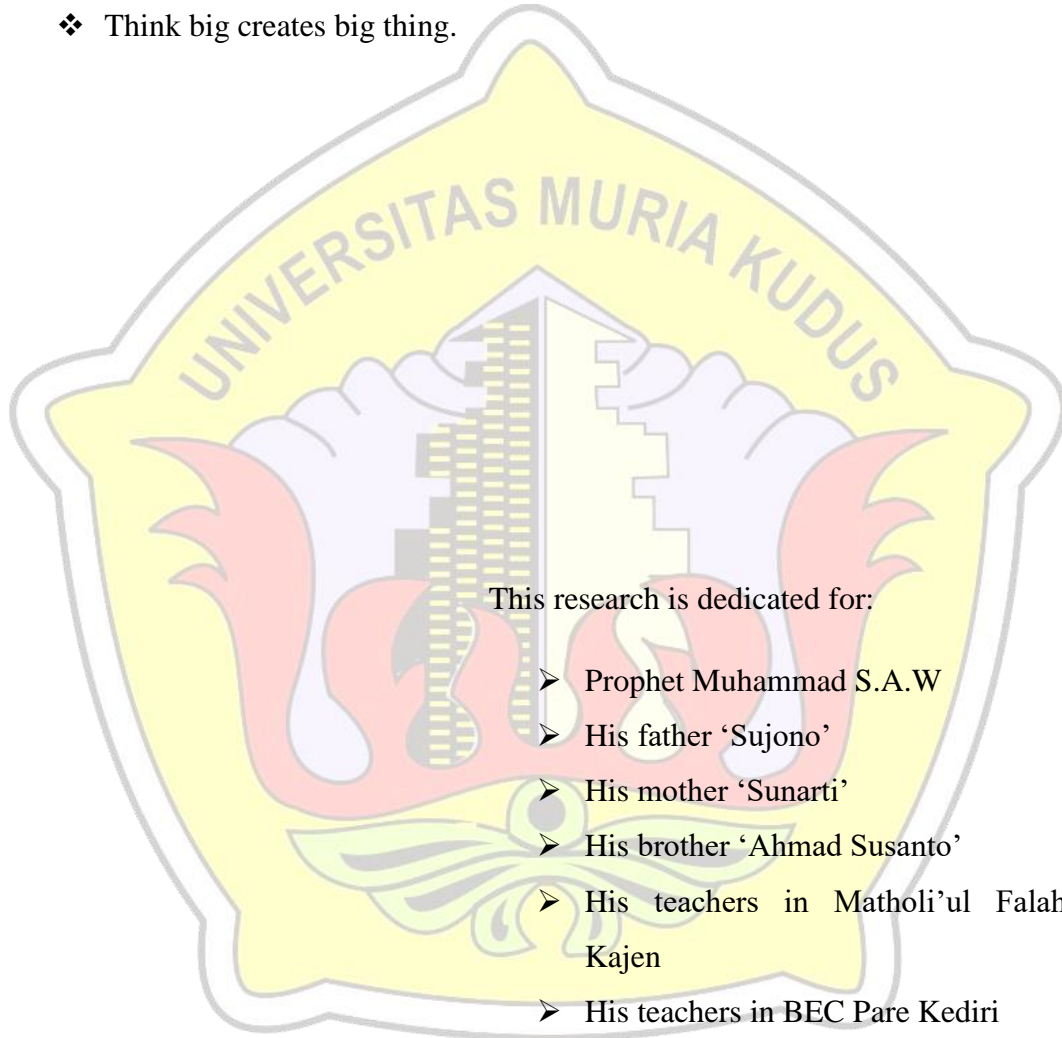 ❖ Think big creates big thing.
UNIVERSITAS MURIA KUDUS
This research is dedicated for:
➢ Prophet Muhammad S.A.W
➢ His father ‘Sujono’
➢ His mother ‘Sunarti’
➢ His brother ‘Ahmad Susanto’
➢ His teachers in Matholi’ul Falah
Kajen
➢ His teachers in BEC Pare Kediri